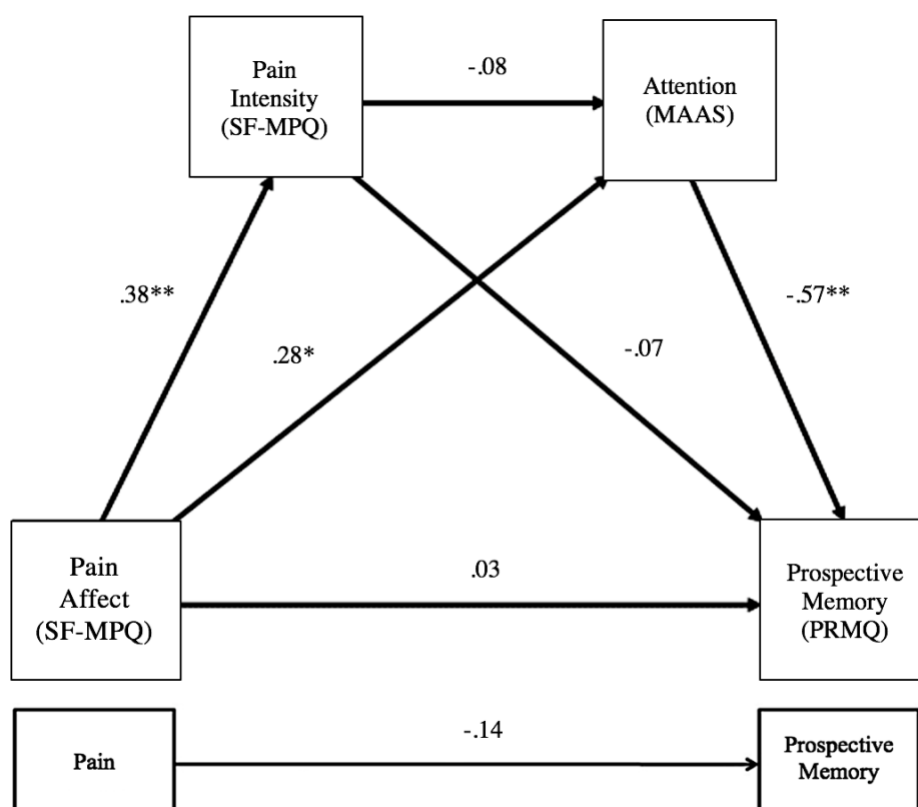 Pain
Intensity
(SF-MPQ)
-.08
Attention
(MAAS)
.38**
.28*
-.07
-.57**
Pain
Affect
(SF-MPQ)
.03
Prospective
Memory
(PRMQ)
Pain
-.14
Prospective
Memory